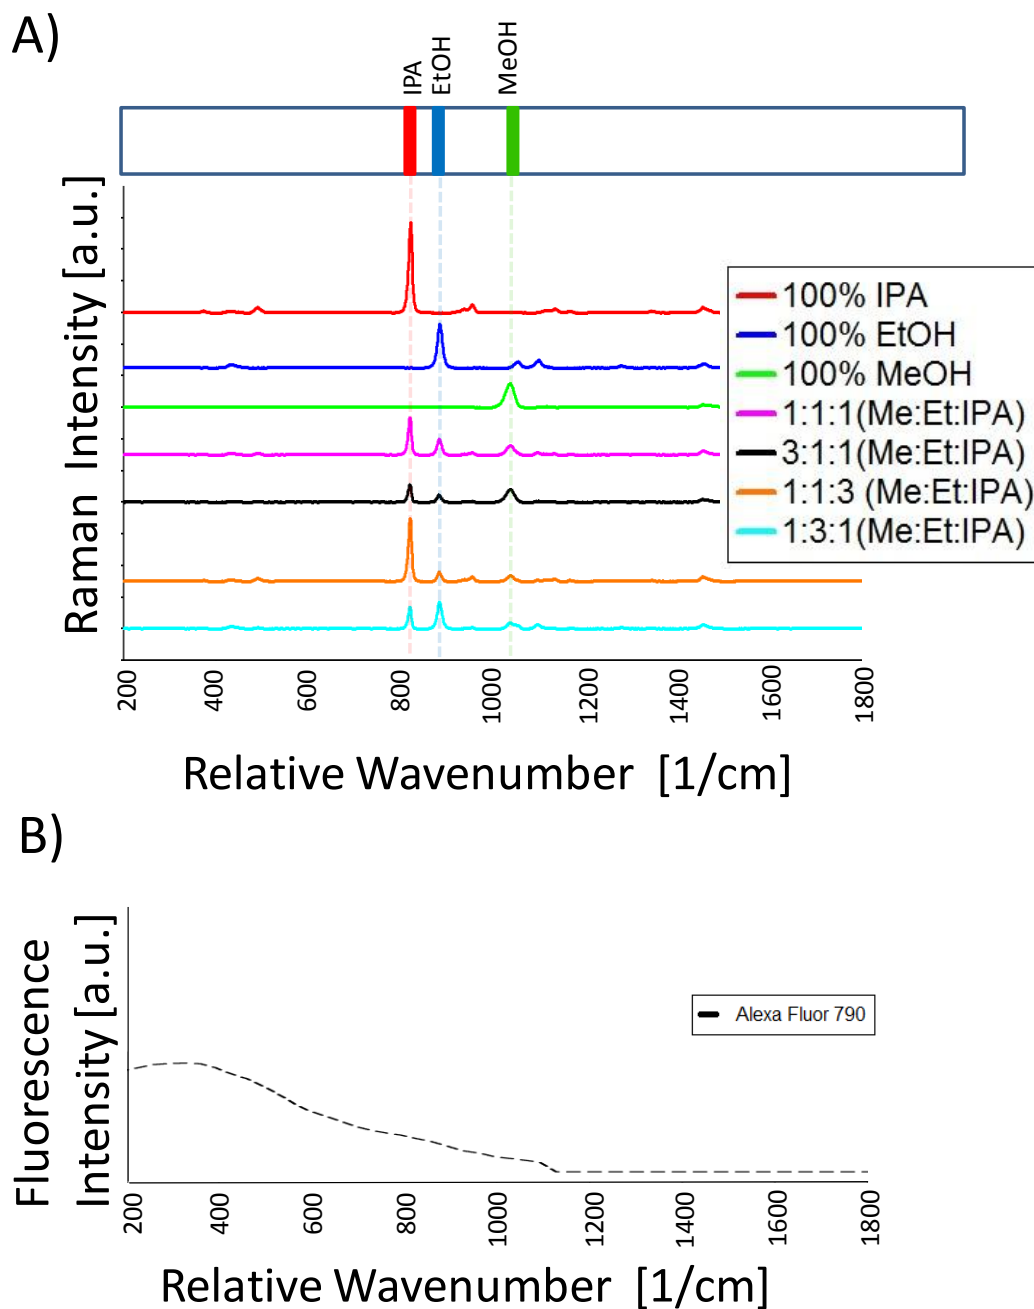 A)
IPA
EtOH
MeOH
Raman Intensity [a.u.]
100% IPA
100% EtOH
100% MeOH
1:1:1(Me:Et:IPA)
3:1:1(Me:Et:IPA)
1:1:3 (Me:Et:IPA)
1:3:1(Me:Et:IPA)
200
400
600
800
1000
1200
1400
1600
1800
Relative Wavenumber [1/cm]
B)
Fluorescence
Intensity [a.u.]
Alexa Fluor 790
200
400
600
800
1000
1200
1400
1600
1800
Relative Wavenumber [1/cm]